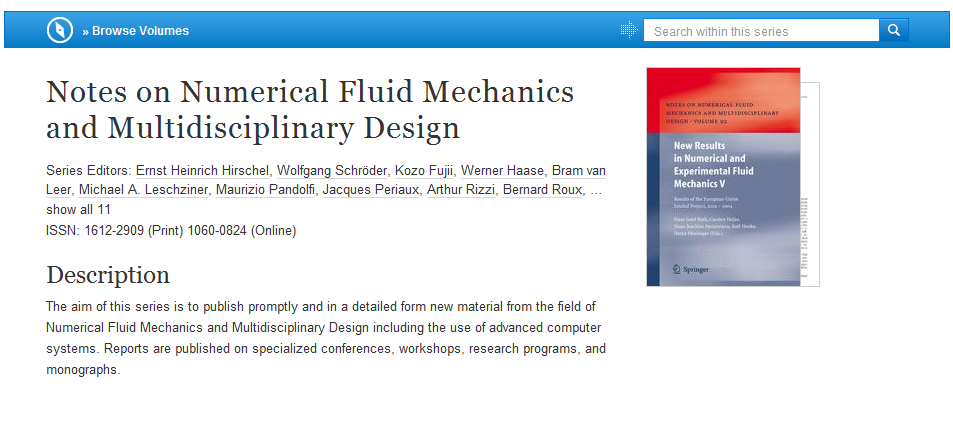 » Browse Volumes
Search within this series
Notes on Numerical Fluid Mechanics
and Multidisciplinary Design
Series Editors: Ernst Heinrich Hirschel, Wolfgang Schröder, Kozo Fujii, Werner Haase, Bram van
Leer, Michael A. Leschziner, Maurizio Pandolfi, Jacques Periaux, Arthur Rizzi, Bernard Roux, ...
show all 11
ISSN: 1612-2909 (Print) 1060-0824 (Online)
Description
The aim of this series is to publish promptly and in a detailed form new material from the field of
Numerical Fluid Mechanics and Multidisciplinary Design including the use of advanced computer
systems. Reports are published on specialized conferences, workshops, research programs, and
monographs.
NOTES ON NUMERICAL FLUID
MECHANICS AND MULTIDISCIPLINARY
DESIGN · VOLUME 92
New Results
in Numerical and
Experimental Fluid
Mechanics V
Springer